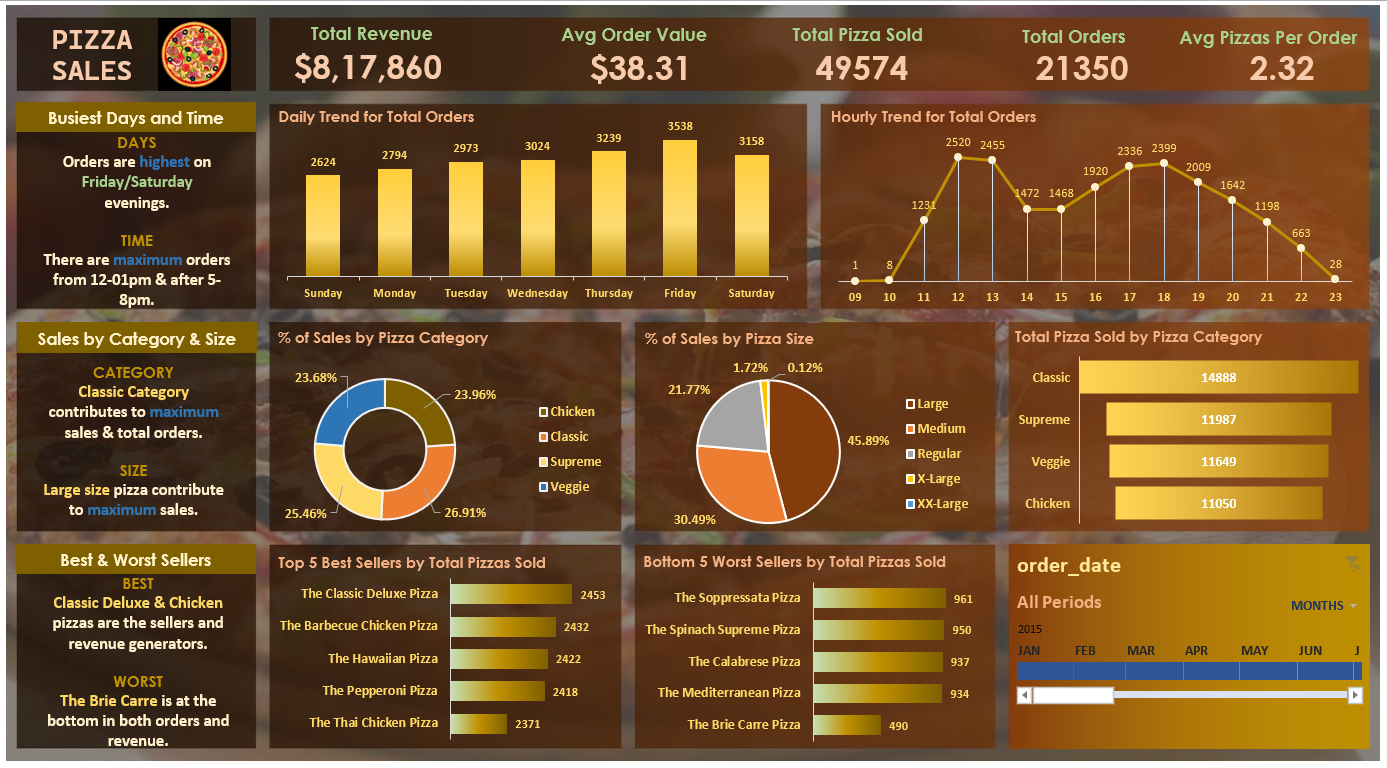 PIZZA
SALES
Total Revenue
$8,17,860
Avg Order Value
$38.31
Total Pizza Sold
49574
Total Orders
21350
Avg Pizzas Per Order
2.32
Busiest Days and Time
DAYS
Orders are highest on
Friday/Saturday
evenings.
TIME
There are maximum orders
from 12-01pm & after 5-
8pm.
Daily Trend for Total Orders
2624
2794
2973
3024
3239
3538
3158
Sunday
Monday
Tuesday
Wednesday
Thursday
Friday
Saturday
Hourly Trend for Total Orders
1
8
1231
2520
2455
1472
1468
1920
2336
2399
2009
1642
1198
663
28
09
10
11
12
13
14
15
16
17
18
19
20
21
22
23
Sales by Category & Size
CATEGORY
Classic Category
contributes to maximum
sales & total orders.
SIZE
Large size pizza contribute
to maximum sales.
% of Sales by Pizza Category
23.68%
23.96%
25.46%
26.91%
Chicken
Classic
Supreme
Veggie
% of Sales by Pizza Size
1.72%
0.12%
21.77%
45.89%
30.49%
Large
Medium
Regular
X-Large
XX-Large
Total Pizza Sold by Pizza Category
Classic 14888
Supreme 11987
Veggie 11649
Chicken 11050
Best & Worst Sellers
BEST
Classic Deluxe & Chicken
pizzas are the sellers and
revenue generators.
WORST
The Brie Carre is at the
bottom in both orders and
revenue.
Top 5 Best Sellers by Total Pizzas Sold
The Classic Deluxe Pizza 2453
The Barbecue Chicken Pizza 2432
The Hawaiian Pizza 2422
The Pepperoni Pizza 2418
The Thai Chicken Pizza 2371
Bottom 5 Worst Sellers by Total Pizzas Sold
The Soppressata Pizza 961
The Spinach Supreme Pizza 950
The Calabrese Pizza 937
The Mediterranean Pizza 934
The Brie Carre Pizza 490
order_date
All Periods
MONTHS
2015
JAN FEB MAR APR MAY JUN J